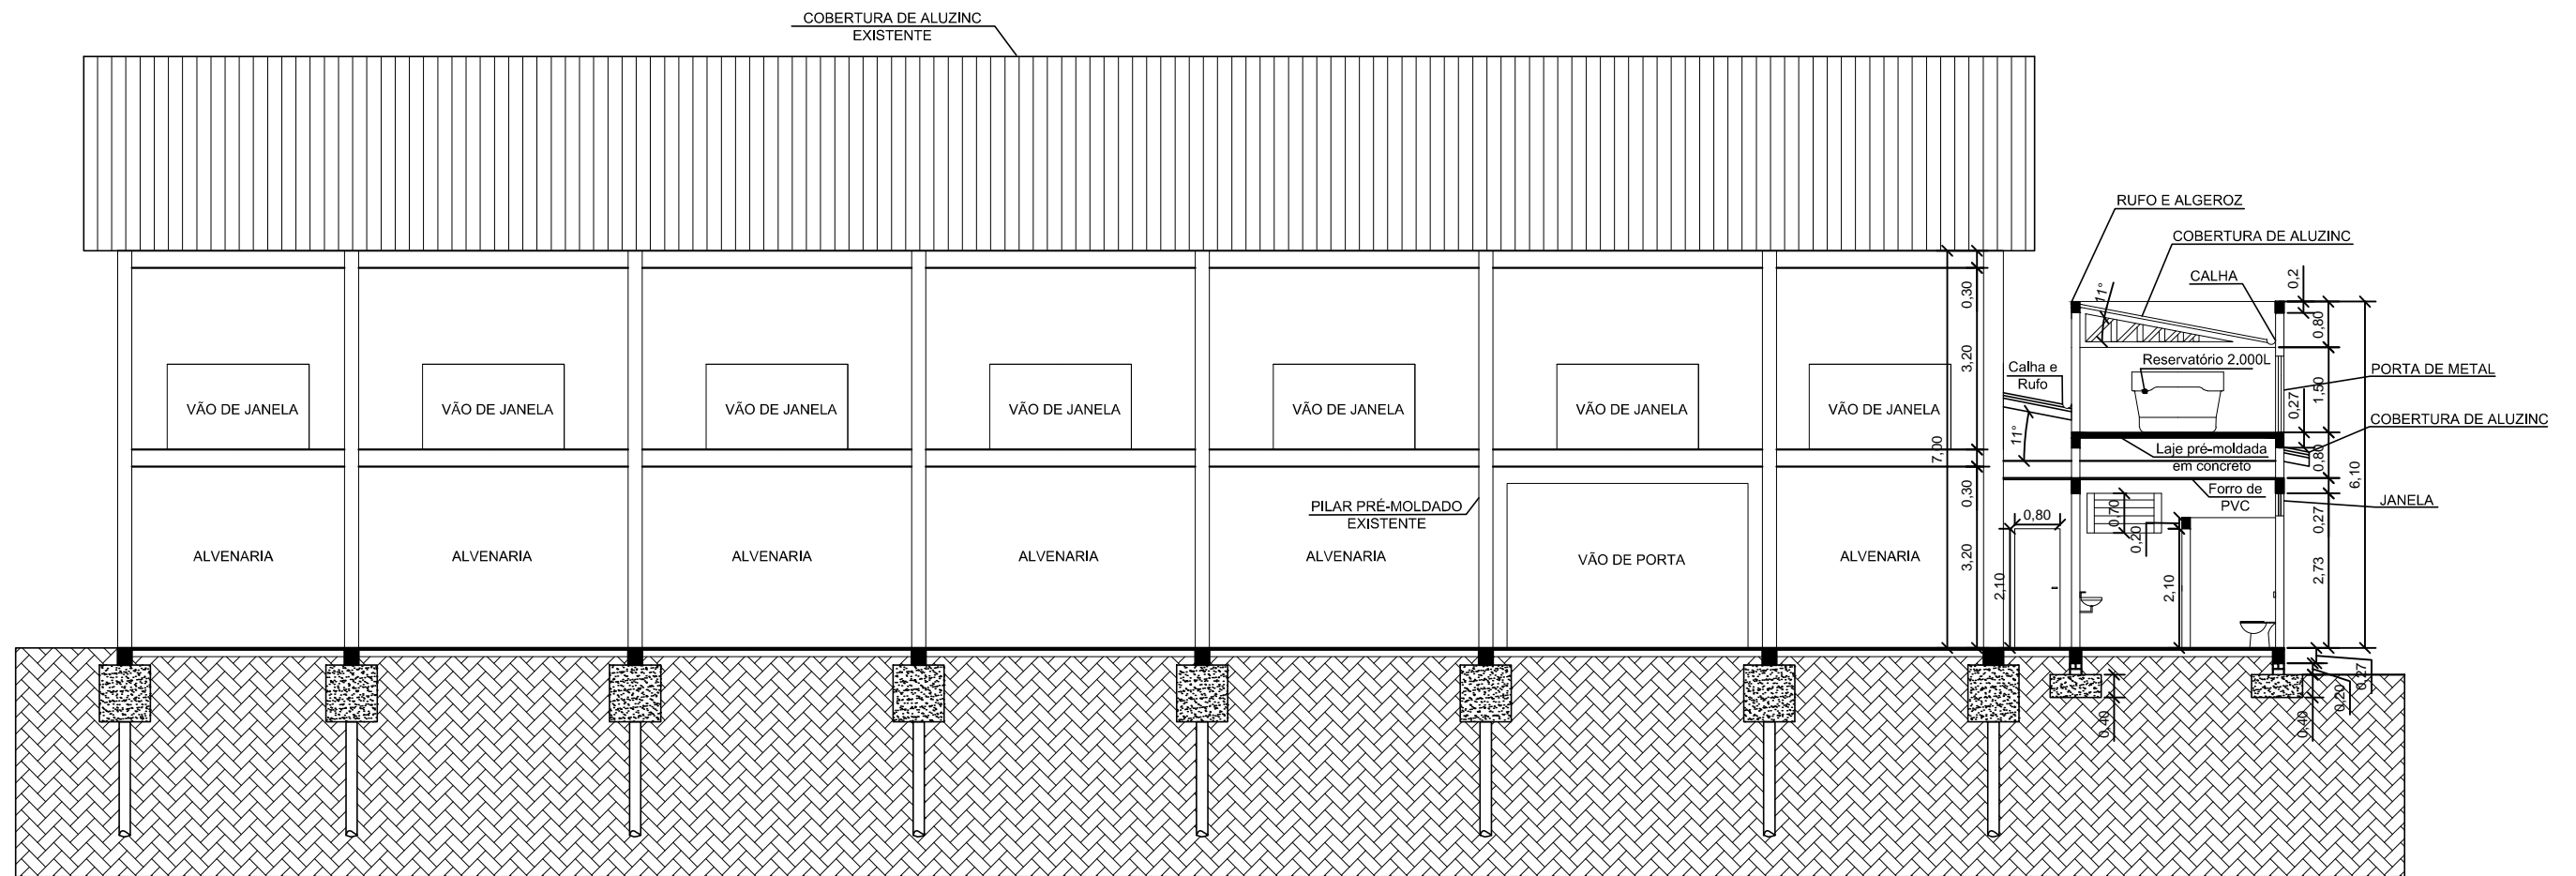 COBERTURA DE ALUZINC
EXISTENTE
RUFO E ALGEROZ
COBERTURA DE ALUZINC
CALHA
0,2
11°
0,30
0,80
3,20
Reservatório 2.000L
Calha e
Rufo
PORTA DE METAL
1,50
0,27
VÃO DE JANELA
VÃO DE JANELA
VÃO DE JANELA
VÃO DE JANELA
VÃO DE JANELA
VÃO DE JANELA
VÃO DE JANELA
COBERTURA DE ALUZINC
11°
7,00
Laje pré-moldada
em concreto
0,80
6,10
Forro de
PVC
JANELA
PILAR PRÉ-MOLDADO
EXISTENTE
0,30
0,80
0,70
0,20
0,27
ALVENARIA
ALVENARIA
ALVENARIA
ALVENARIA
ALVENARIA
VÃO DE PORTA
ALVENARIA
3,20
2,10
2,10
2,73
0,27
0,20
0,40
0,40